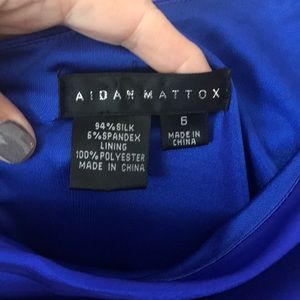 AIDAN MATTOX
94% SILK
6% SPANDEX
LINING
100% POLYESTER
MADE IN CHINA
6
MADE IN
CHINA